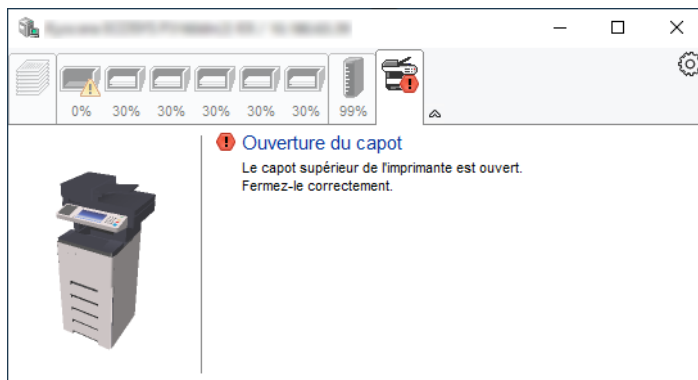 0% 30% 30% 30% 30% 30% 99%
Ouverture du capot
Le capot supérieur de l'imprimante est ouvert.
Fermez-le correctement.